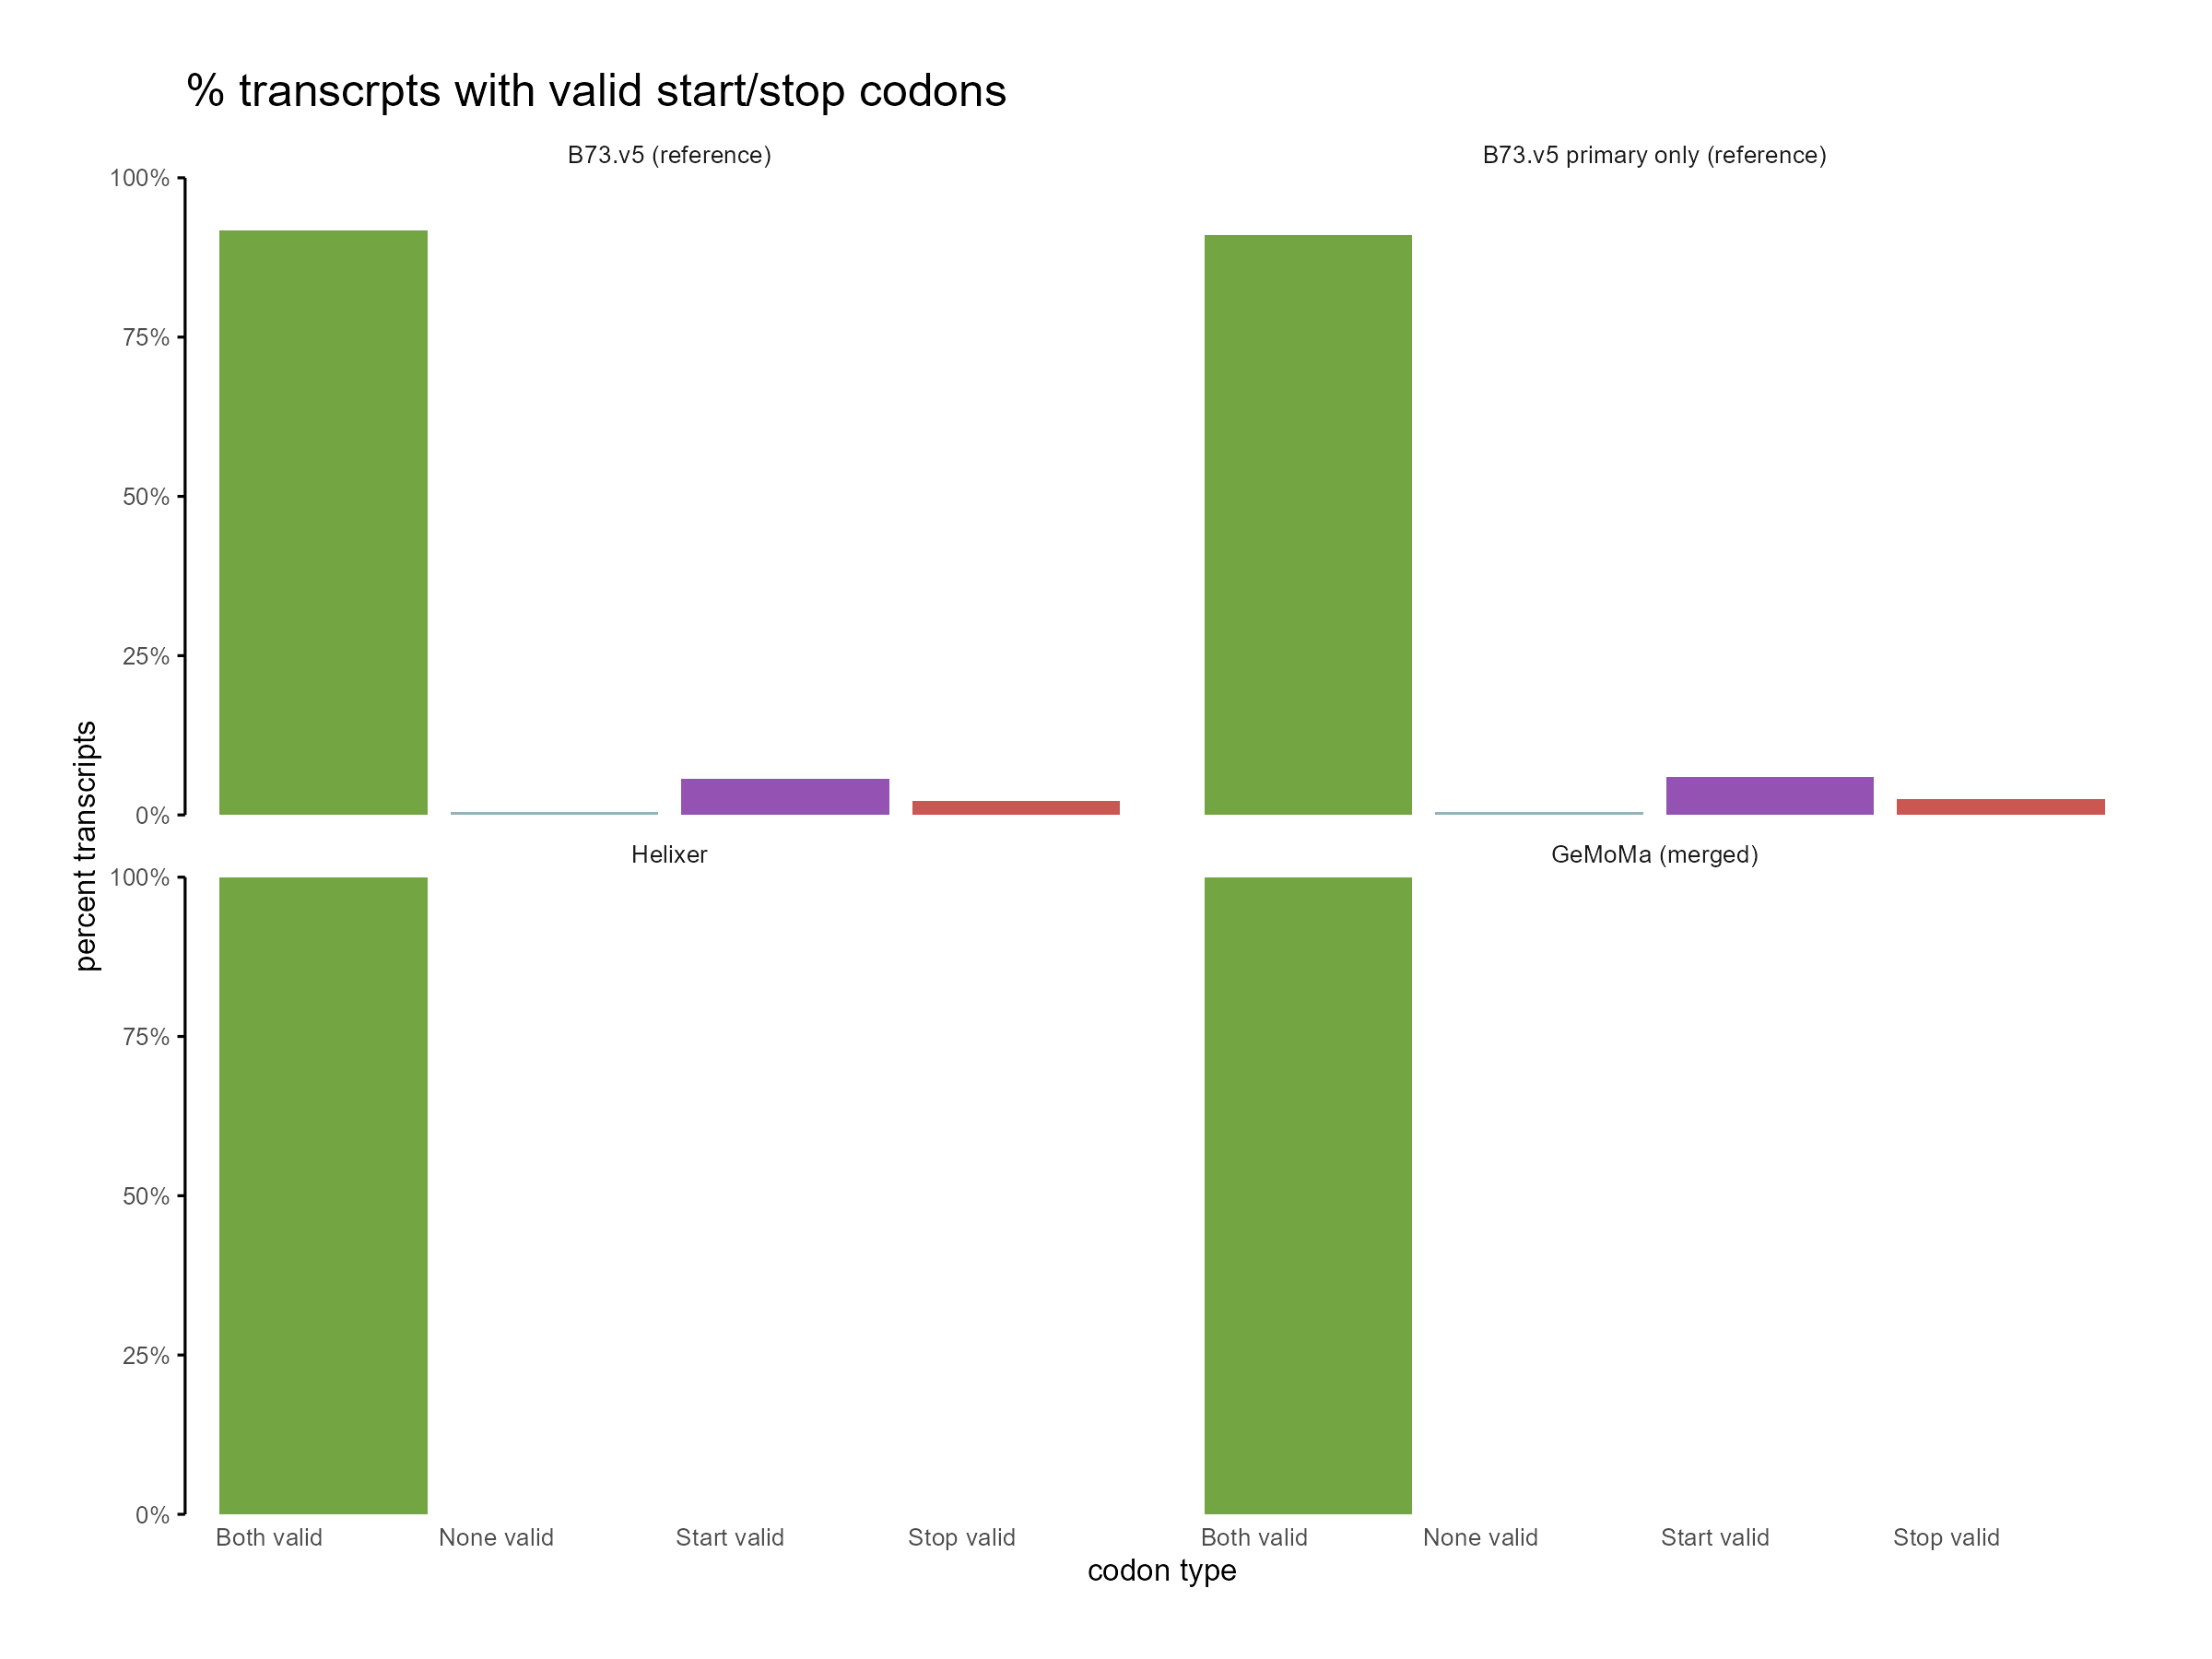 % transcrpts with valid start/stop codons
B73.v5 (reference)
B73.v5 primary only (reference)
100%
75%
50%
25%
0%
percent transcripts
Helixer
GeMoMa (merged)
100%
75%
50%
25%
0%
Both valid None valid Start valid Stop valid Both valid None valid Start valid Stop valid
codon type